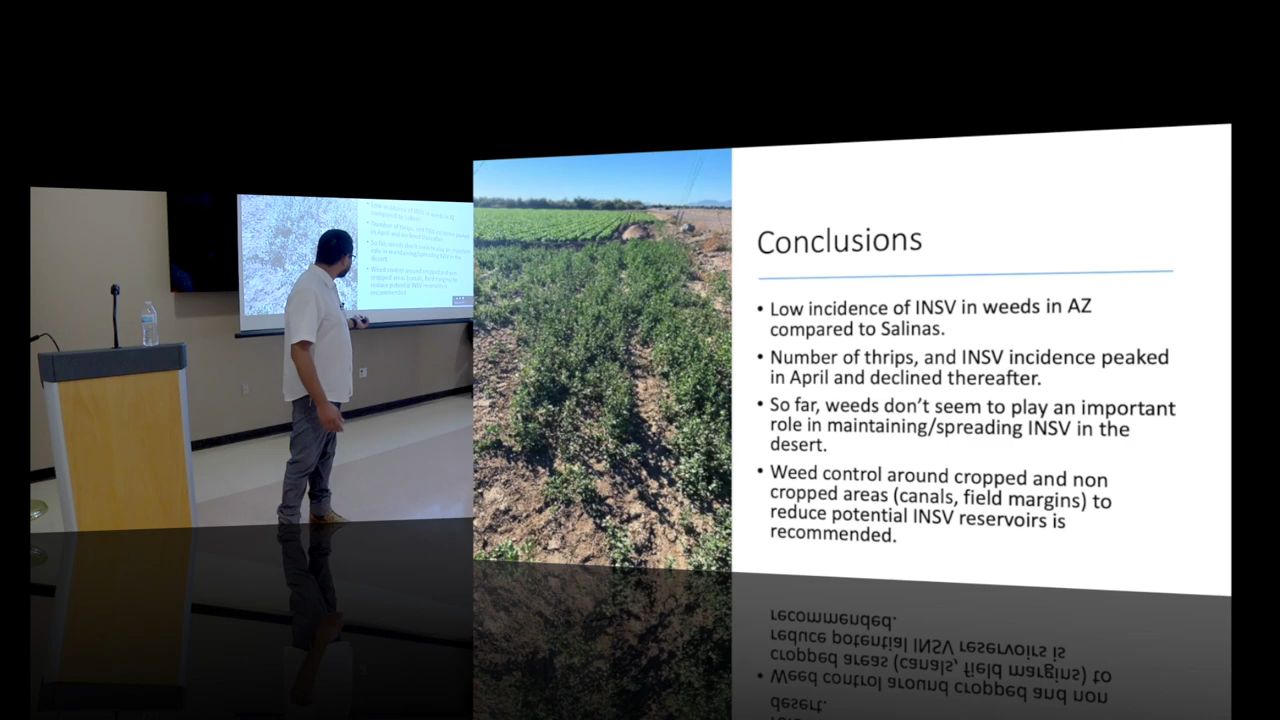 Conclusions
• Low incidence of INSV in weeds in AZ
compared to Salinas.
• Number of thrips, and INSV incidence peaked
in April and declined thereafter.
• So far, weeds don’t seem to play an important
role in maintaining/spreading INSV in the
desert.
• Weed control around cropped and non
cropped areas (canals, field margins) to
reduce potential INSV reservoirs is
recommended.